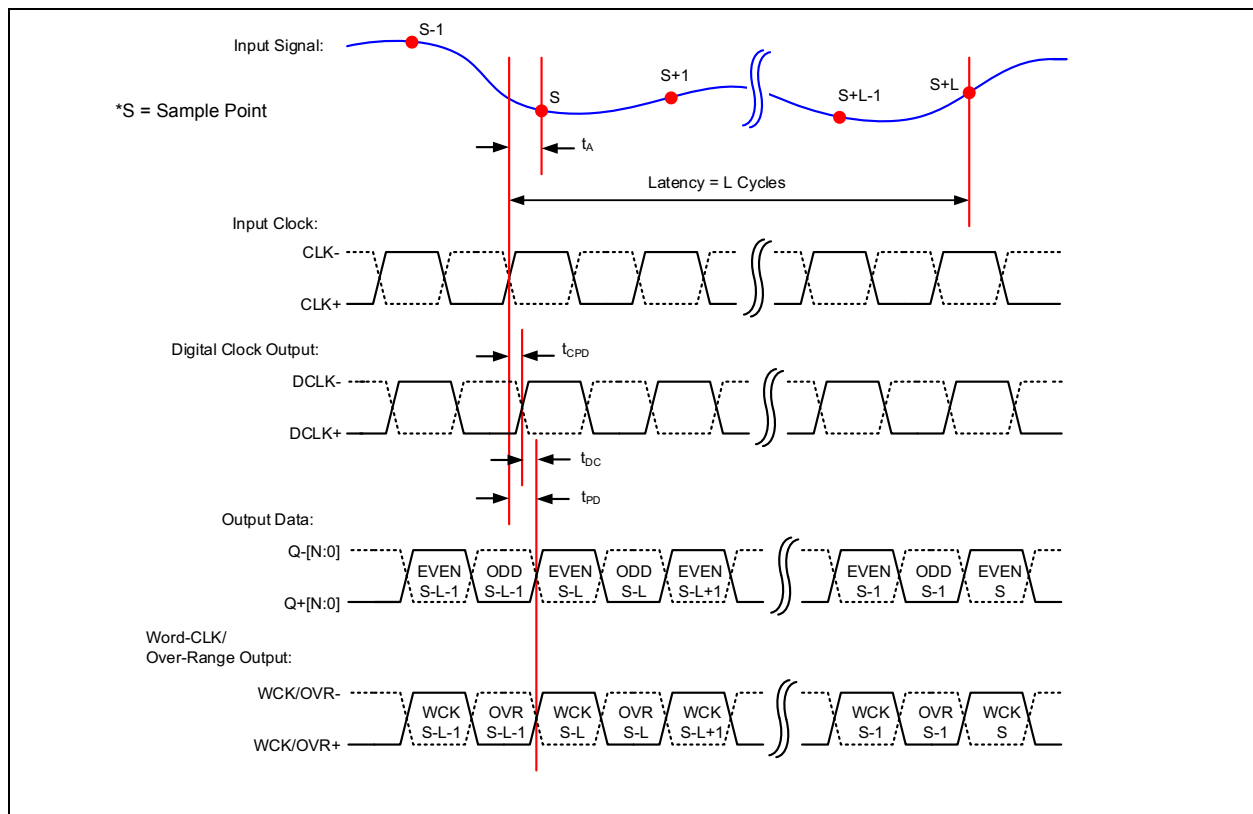 Input Signal:
S-1
S
S+1
S+L-1
S+L
*S = Sample Point
tA
Latency = L Cycles
Input Clock:
CLK-
CLK+
Digital Clock Output:
tCPD
DCLK-
DCLK+
tDC
tPD
Output Data:
Q-[N:0]
Q+[N:0]
EVEN
S-L-1
ODD
S-L-1
EVEN
S-L
ODD
S-L
EVEN
S-L+1
EVEN
S-1
ODD
S-1
EVEN
S
Word-CLK/
Over-Range Output:
WCK/OVR-
WCK/OVR+
WCK
S-L-1
OVR
S-L-1
WCK
S-L
OVR
S-L
WCK
S-L+1
WCK
S-1
OVR
S-1
WCK
S